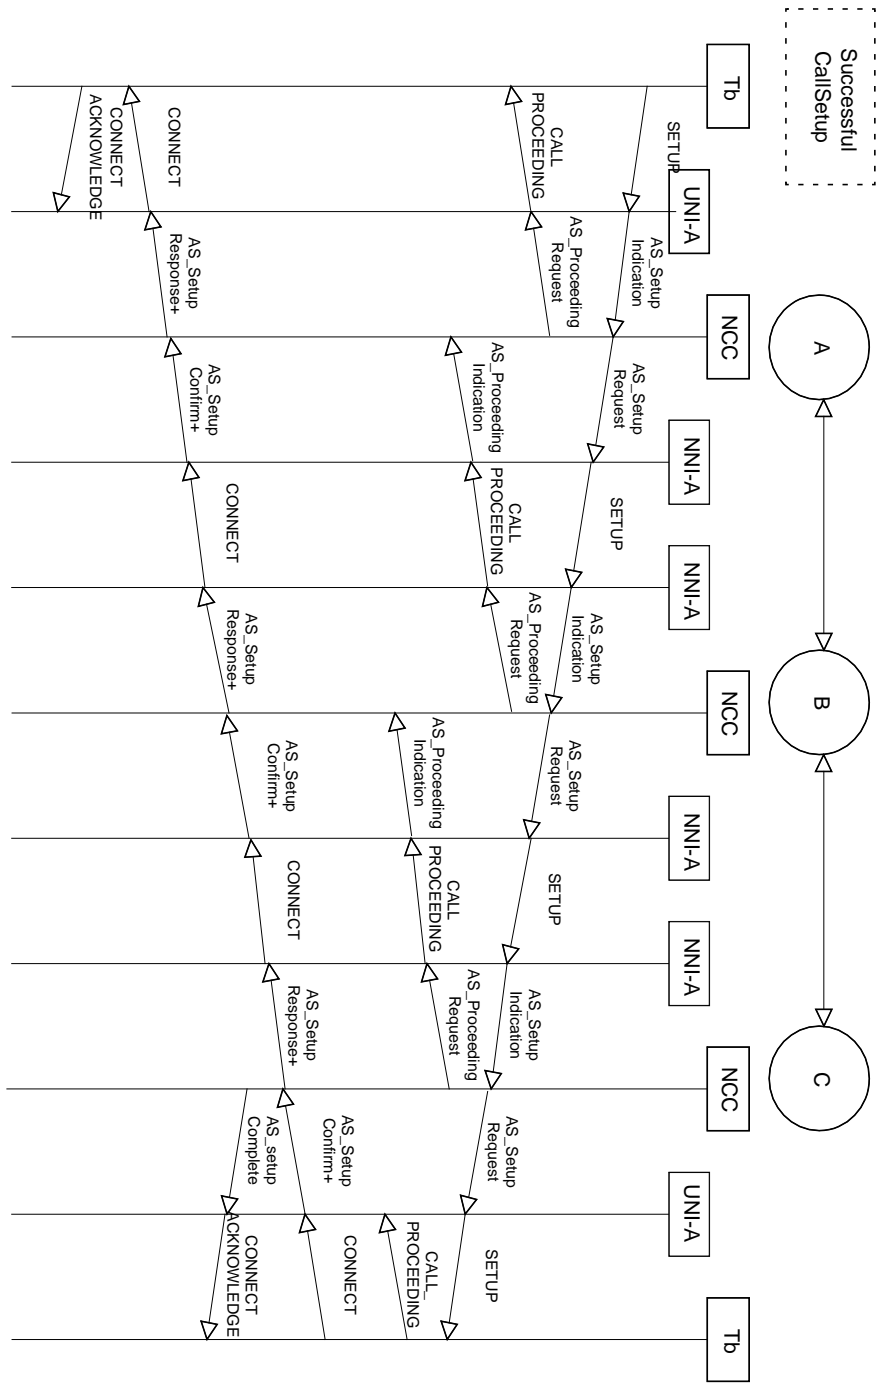 Successful
CallSetup
A
B
C
Tb
UNI-A
NCC
NNI-A
NNI-A
NCC
NNI-A
NNI-A
NCC
UNI-A
Tb
SETUP
AS_Setup
Indication
AS_Setup
Request
SETUP
AS_Setup
Indication
AS_Setup
Request
SETUP
AS_Setup
Indication
AS_Setup
Request
SETUP
CALL
PROCEEDING
AS_Proceeding
Request
AS_Proceeding
Indication
CALL
PROCEEDING
AS_Proceeding
Request
AS_Proceeding
Indication
CALL
PROCEEDING
AS_Proceeding
Request
CALL_
PROCEEDING
CONNECT
AS_Setup
Response+
AS_Setup
Confirm+
CONNECT
AS_Setup
Response+
AS_Setup
Confirm+
CONNECT
AS_Setup
Response+
AS_Setup
Confirm+
CONNECT
CONNECT
ACKNOWLEDGE
AS_setup
Complete
CONNECT
ACKNOWLEDGE